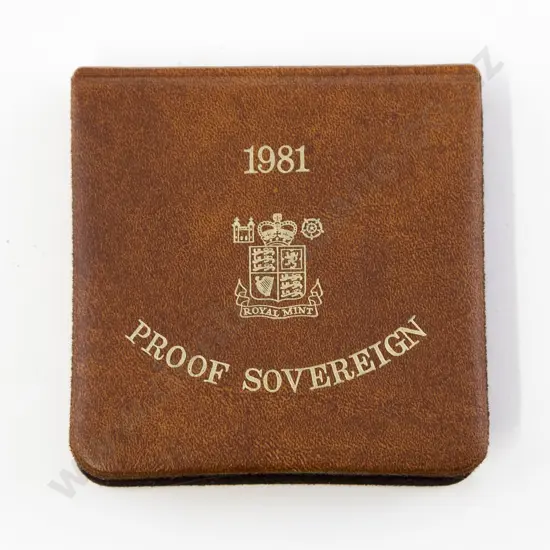 1981
ROYAL MINT
PROOF SOVEREIGN